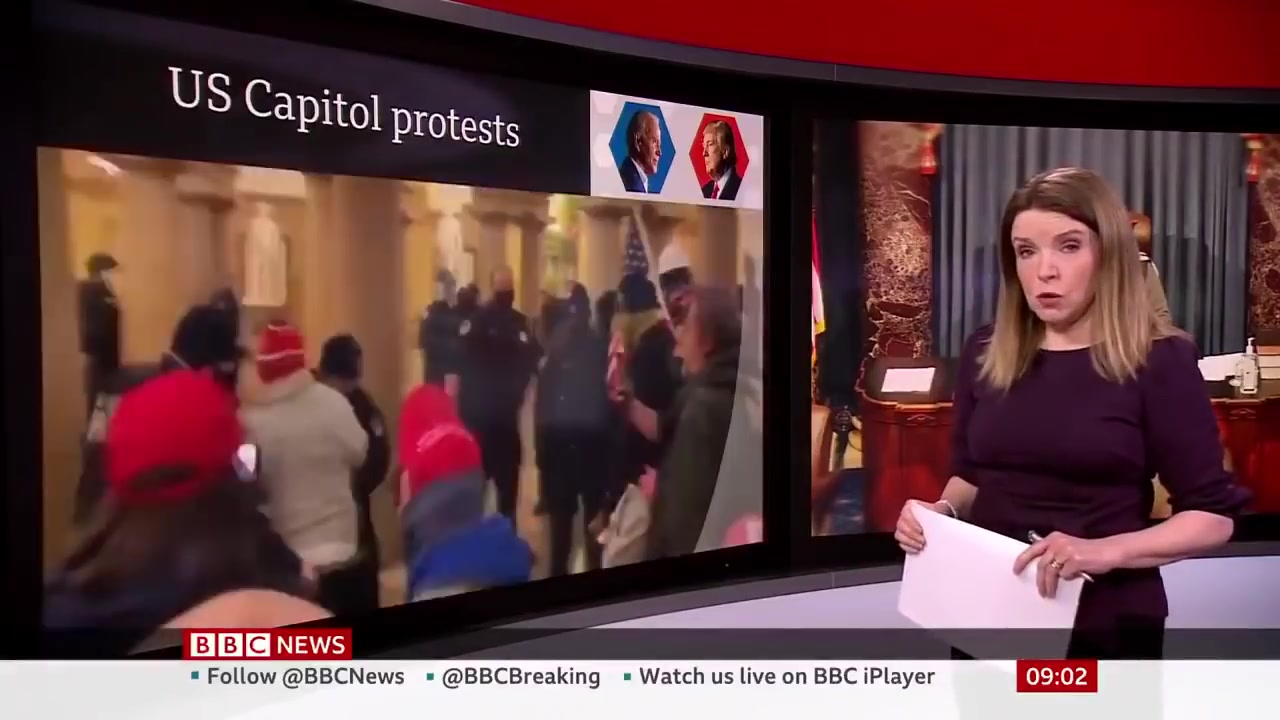 US Capitol protests
BBC NEWS
Follow @BBCNews ▪ @BBCBreaking ▪ Watch us live on BBC iPlayer
09:02